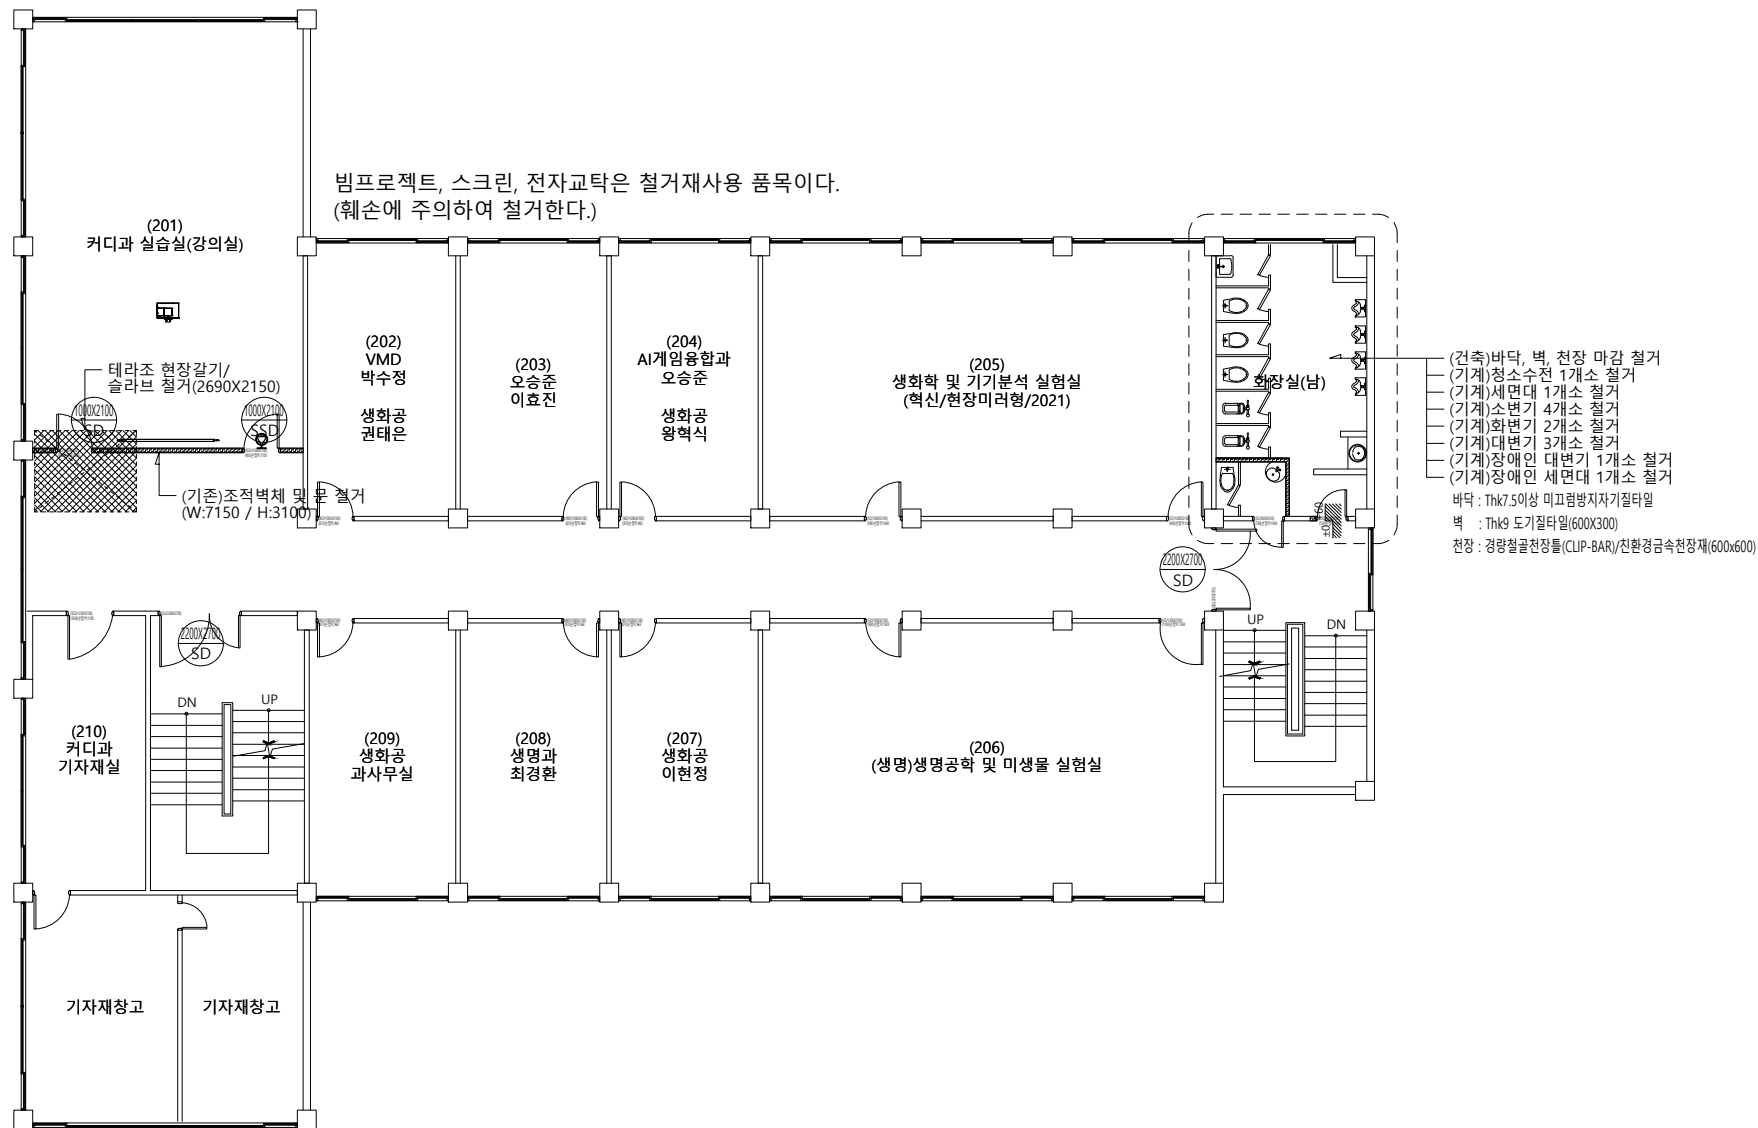 빔프로젝트, 스크린, 전자교탁은 철거재사용 품목이다.
(훼손에 주의하여 철거한다.)
(201)
커디과 실습실(강의실)
테라조 현장갈기/
슬라브 철거(2690X2150)
1000X2100
SD
1000X2100
SSD
(기존)조적벽체 및 문 철거
(W:7150 / H:3100)
(202)
VMD
박수정
생화공
권태은
(203)
오승준
이효진
(204)
AI게임융합과
오승준
생화공
왕혁식
(205)
생화학 및 기기분석 실험실
(혁신/현장미러형/2021)
화장실(남)
(건축)바닥, 벽, 천장 마감 철거
(기계)청소수전 1개소 철거
(기계)세면대 1개소 철거
(기계)소변기 4개소 철거
(기계)화변기 2개소 철거
(기계)대변기 3개소 철거
(기계)장애인 대변기 1개소 철거
(기계)장애인 세면대 1개소 철거
바닥 : Thk7.5이상 미끄럼방지자기질타일
벽 : Thk9 도기질타일(600X300)
천장 : 경량철골천장틀(CLIP-BAR)/친환경금속천장재(600x600)
2200X2700
SD
2200X2700
SD
UP
DN
DN
UP
(210)
커디과
기자재실
(209)
생화공
과사무실
(208)
생명과
최경환
(207)
생화공
이현정
(206)
(생명)생명공학 및 미생물 실험실
기자재창고
기자재창고